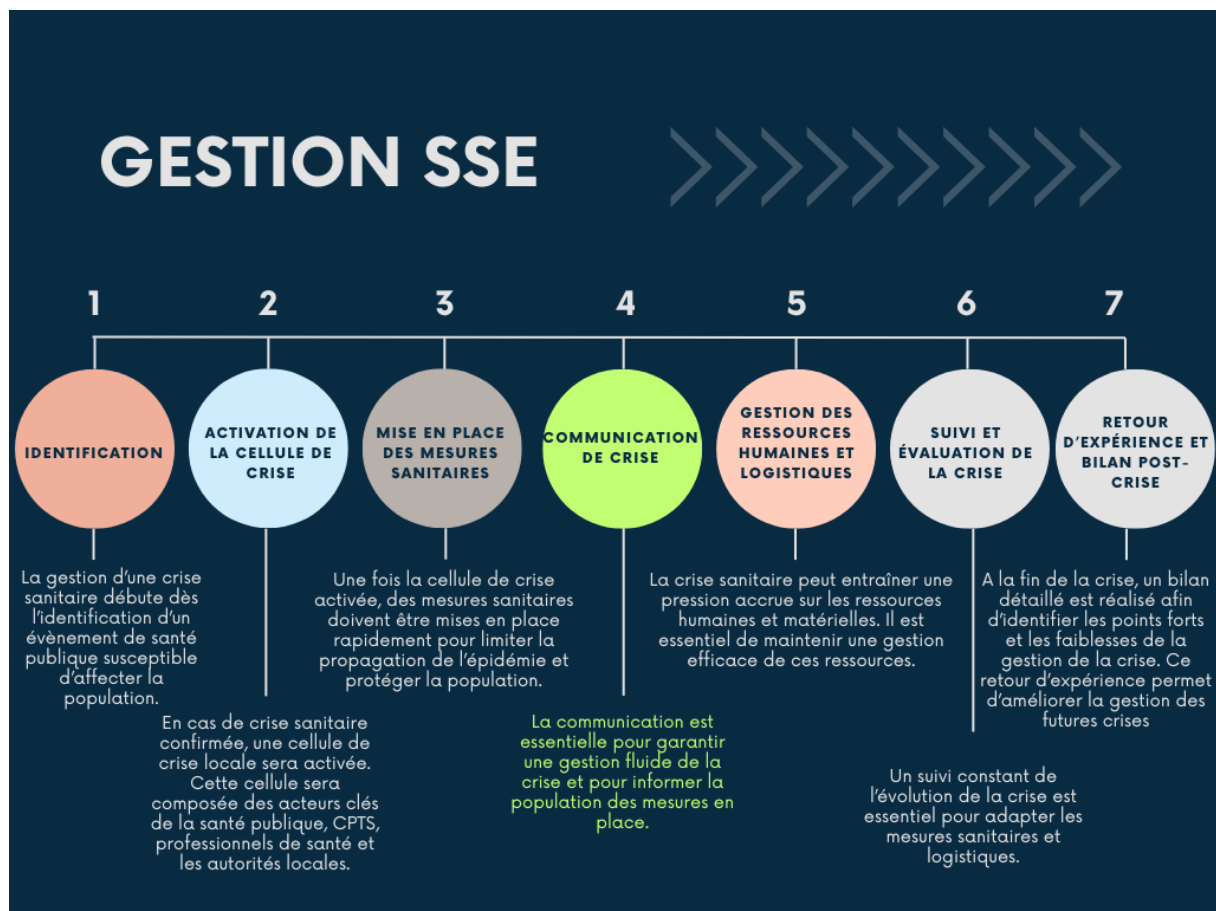 GESTION SSE
1
2
3
4
5
6
7
IDENTIFICATION
ACTIVATION DE
LA CELLULE DE
CRISE
MISE EN PLACE
DES MESURES
SANITAIRES
COMMUNICATION
DE CRISE
GESTION DES
RESSOURCES
HUMAINES ET
LOGISTIQUES
SUIVI ET
ÉVALUATION DE
LA CRISE
RETOUR
D'EXPÉRIENCE ET
BILAN POST-
CRISE
La gestion d'une crise
sanitaire débute dès
l'identification d'un
évènement de santé
publique susceptible
d'affecter la
population.
En cas de crise sanitaire
confirmée, une cellule de
crise locale sera activée.
Cette cellule sera
composée des acteurs clés
de la santé publique, CPTS,
professionnels de santé et
les autorités locales.
Une fois la cellule de crise
activée, des mesures sanitaires
doivent être mises en place
rapidement pour limiter la
propagation de l'épidémie et
protéger la population.
La communication est
essentielle pour garantir
une gestion fluide de la
crise et pour informer la
population des mesures en
place.
La crise sanitaire peut entraîner une
pression accrue sur les ressources
humaines et matérielles. Il est
essentiel de maintenir une gestion
efficace de ces ressources.
Un suivi constant de
l'évolution de la crise est
essentiel pour adapter les
mesures sanitaires et
logistiques.
A la fin de la crise, un bilan
détaillé est réalisé afin
d'identifier les points forts
et les faiblesses de la
gestion de la crise. Ce
retour d'expérience permet
d'améliorer la gestion des
futures crises